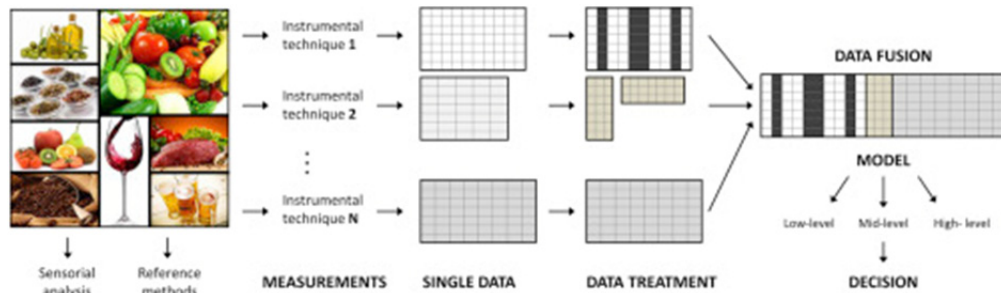 Instrumental
technique 1
Instrumental
technique 2
Instrumental
technique N
DATA FUSION
MODEL
Low-level Mid-level High- level
Sensorial
analysis
Reference
methods
MEASUREMENTS SINGLE DATA DATA TREATMENT DECISION